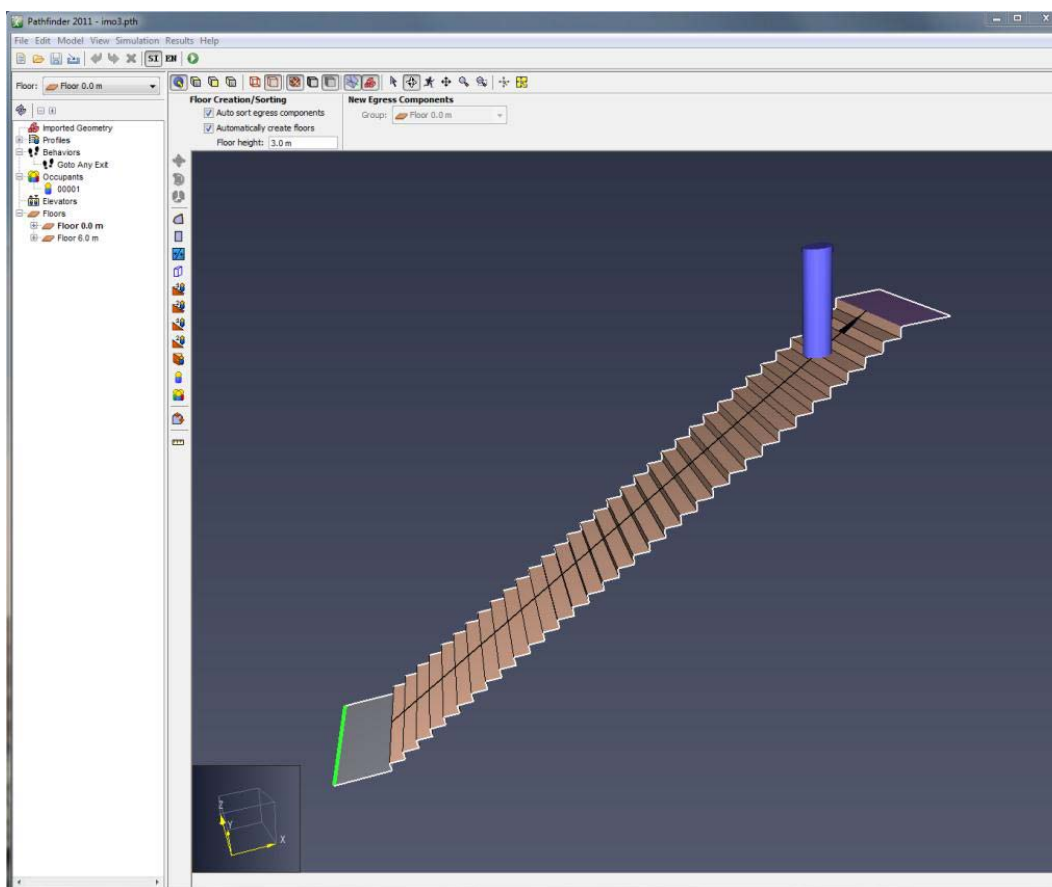 Pathfinder 2011 - imo3.pth
File Edit Model View Simulation Results Help
SI EN
Floor: Floor 0.0 m
Floor Creation/Sorting
New Egress Components
Auto sort egress components
Group: Floor 0.0 m
Automatically create floors
Floor height: 3.0 m
Imported Geometry
Profiles
Behaviors
Goto Any Exit
Occupants
00001
Elevators
Floors
Floor 0.0 m
Floor 6.0 m
Z
Y
X